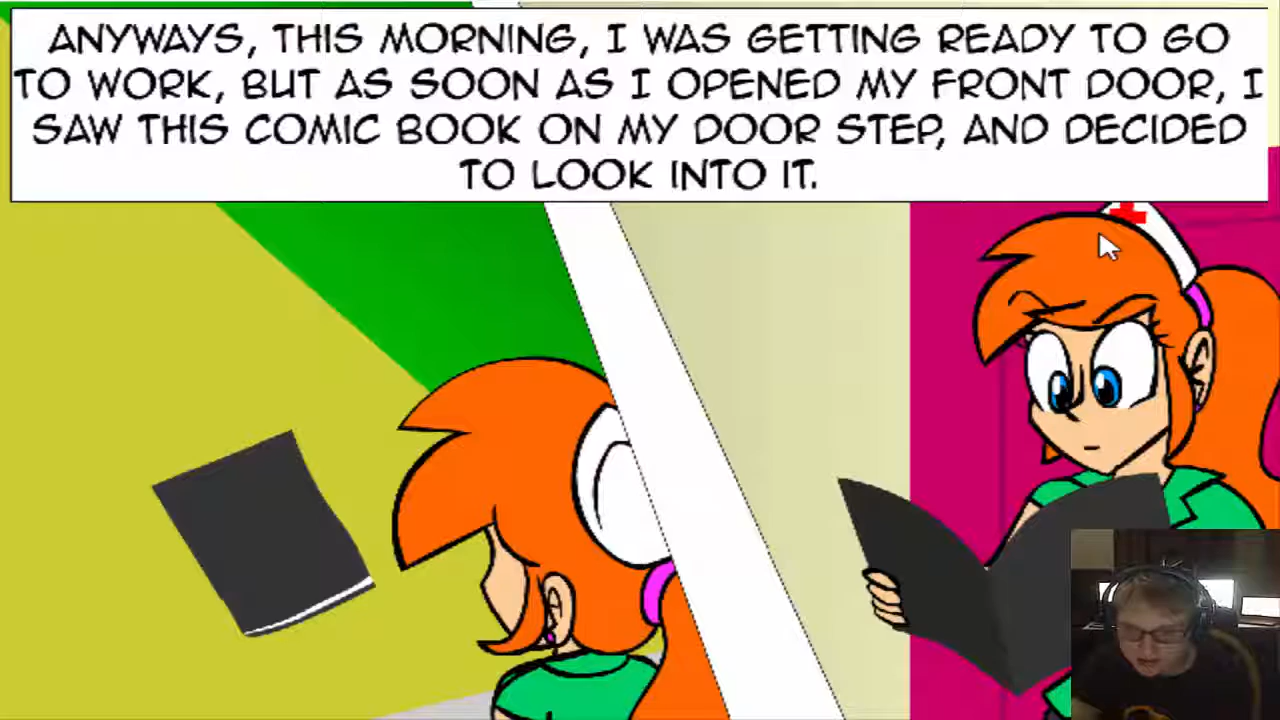 ANYWAYS, THIS MORNING, I WAS GETTING READY TO GO
TO WORK, BUT AS SOON AS I OPENED MY FRONT DOOR, I
SAW THIS COMIC BOOK ON MY DOOR STEP, AND DECIDED
TO LOOK INTO IT.